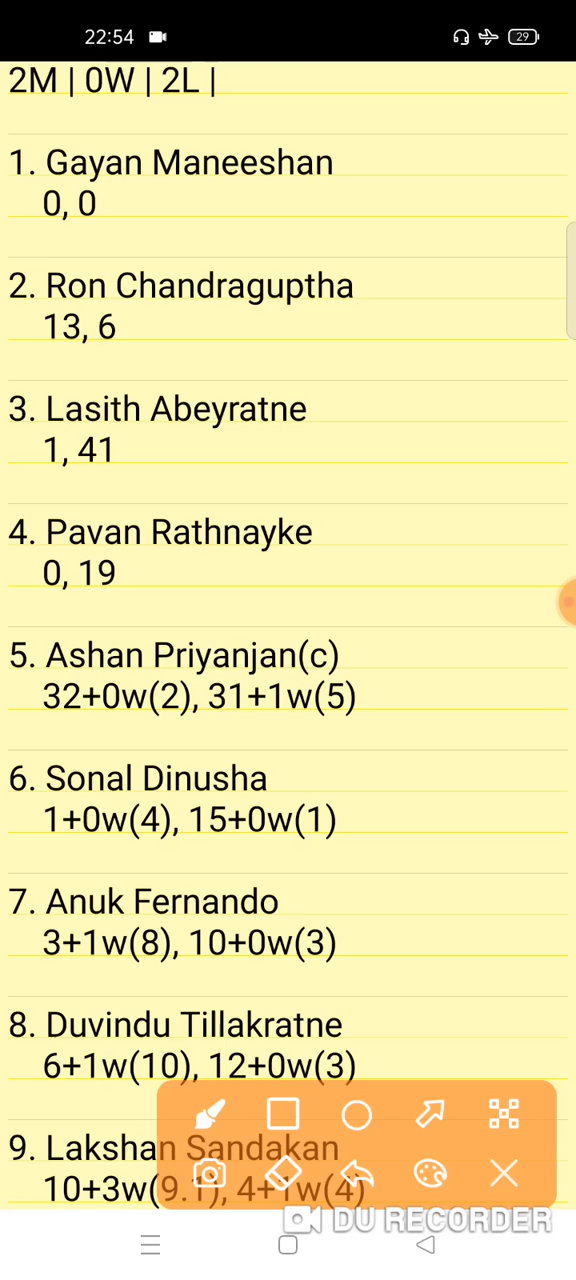 22:54
29
2M | 0W | 2L |
1. Gayan Maneeshan
0, 0
2. Ron Chandraguptha
13, 6
3. Lasith Abeyratne
1, 41
4. Pavan Rathnayke
0, 19
5. Ashan Priyanjan(c)
32+0w(2), 31+1w(5)
6. Sonal Dinusha
1+0w(4), 15+0w(1)
7. Anuk Fernando
3+1w(8), 10+0w(3)
8. Duvindu Tillakratne
6+1w(10), 12+0w(3)
9. Lakshan Sandakan
10+3w(9.1), 4+1w(4)
DU RECORDER